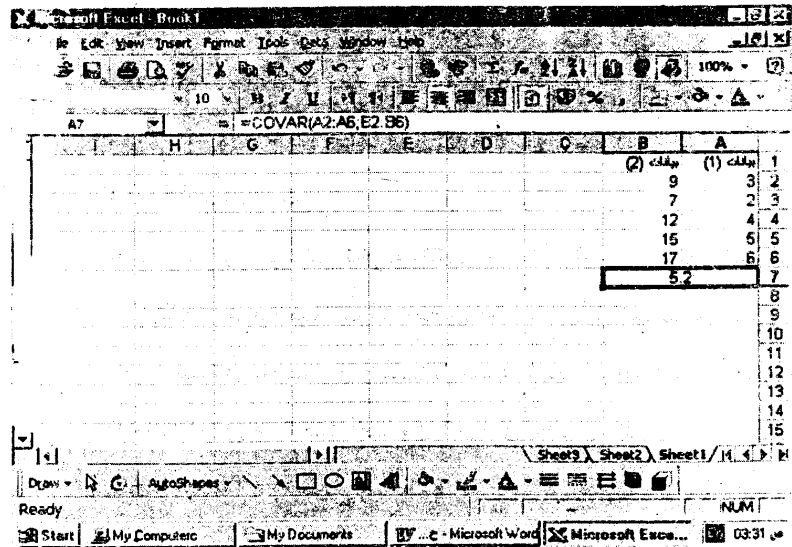 Microsoft Excel - Book1
File Edit View Insert Format Tools Data Window Help
100%
10
A7 = =COVAR(A2:A6,B2:B6)
I H G F E D C B A
بيانات (2) بيانات (1) 1
9 3 2
7 2 3
12 4 4
15 5 5
17 6 6
5.2 7
8
9
10
11
12
13
14
15
Sheet3 Sheet2 Sheet1
Draw AutoShapes
Ready NUM
Start My Computerc My Documents ...c - Microsoft Word Microsoft Exce... 03:31 ص